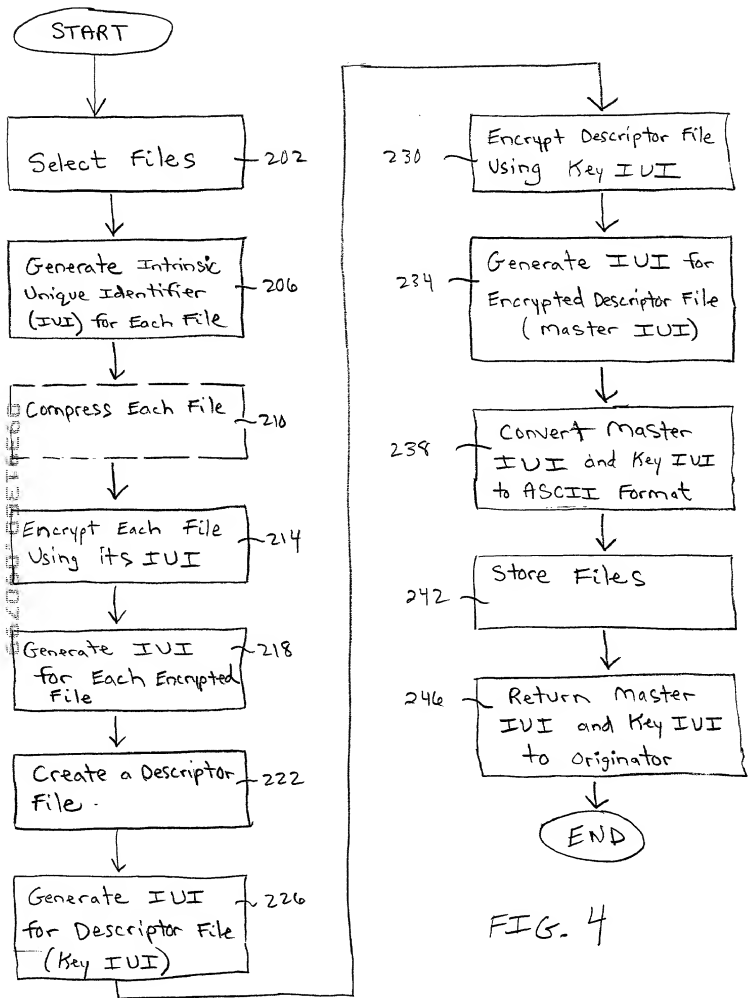 START
Select Files
202
Generate Intrinsic
Unique Identifier
(IUI) for Each File
206
Compress Each File
210
Encrypt Each File
Using its IUI
214
Generate IUI
for Each Encrypted
File
218
Create a Descriptor
File
222
Generate IUI
for Descriptor File
(Key IUI)
226
Encrypt Descriptor File
Using Key IUI
230
Generate IUI for
Encrypted Descriptor File
(Master IUI)
234
Convert Master
IUI and Key IUI
to ASCII Format
238
Store Files
242
Return Master
IUI and Key IUI
to Originator
246
END
FIG. 4